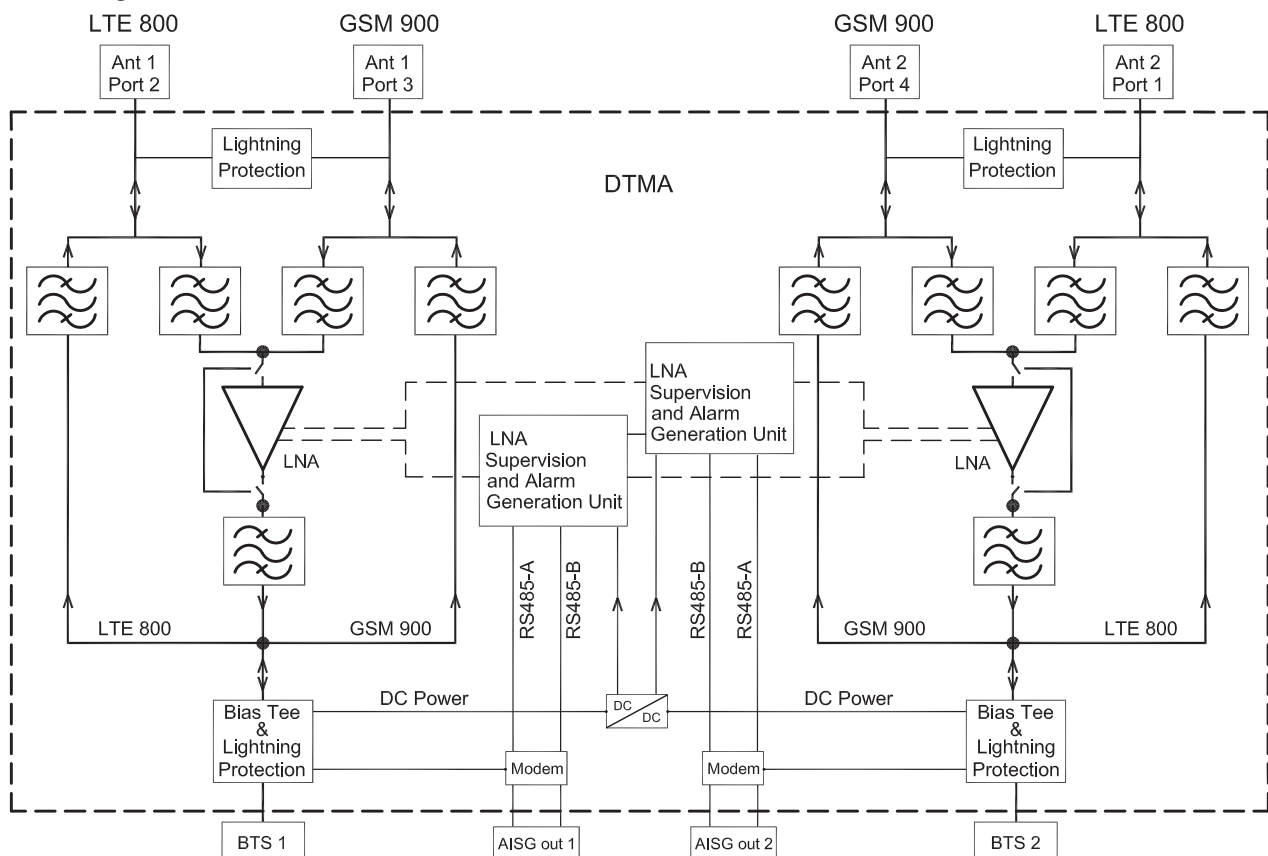 LTE 800
GSM 900
GSM 900
LTE 800
Ant 1
Port 2
Ant 1
Port 3
Ant 2
Port 4
Ant 2
Port 1
Lightning
Protection
DTMA
Lightning
Protection
LNA
Supervision
and Alarm
Generation Unit
LNA
Supervision
and Alarm
Generation Unit
LNA
LNA
RS485-A
RS485-B
RS485-B
RS485-A
LTE 800
GSM 900
GSM 900
LTE 800
DC Power
DC
DC
DC Power
Bias Tee
&
Lightning
Protection
Modem
Modem
Bias Tee
&
Lightning
Protection
BTS 1
AISG out 1
AISG out 2
BTS 2